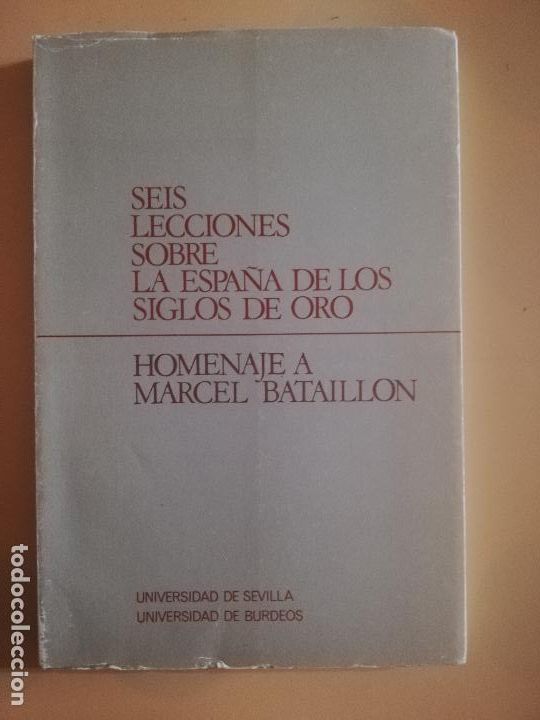 SEIS
LECCIONES
SOBRE
LA ESPAÑA DE LOS
SIGLOS DE ORO
HOMENAJE A
MARCEL BATAILLON
UNIVERSIDAD DE SEVILLA
UNIVERSIDAD DE BURDEOS
todocoleccion